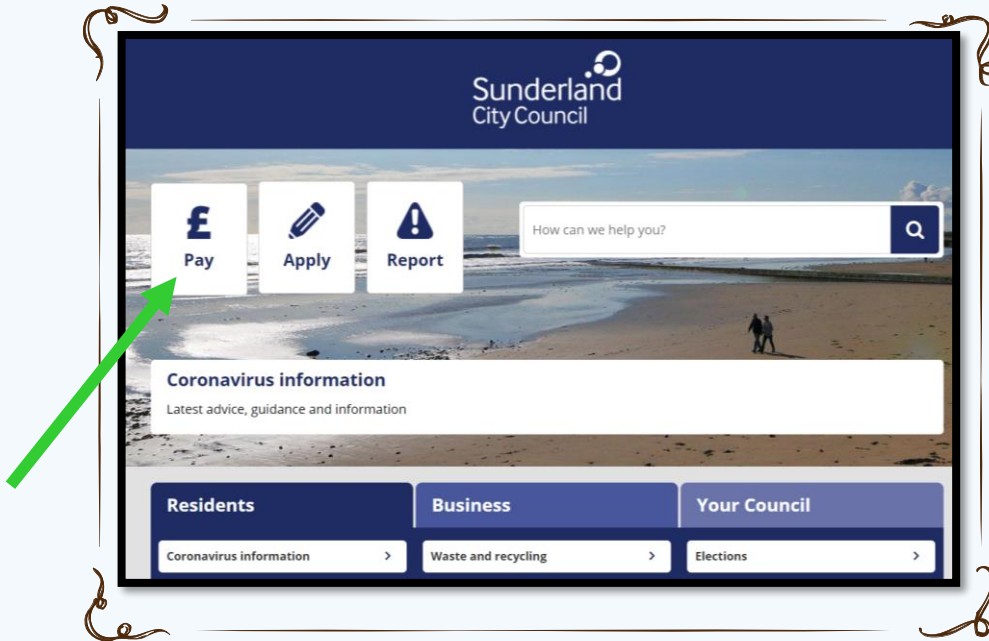 Sunderland
City Council
£
Pay
Apply
Report
How can we help you?
Coronavirus information
Latest advice, guidance and information
Residents
Business
Your Council
Coronavirus information
Waste and recycling
Elections